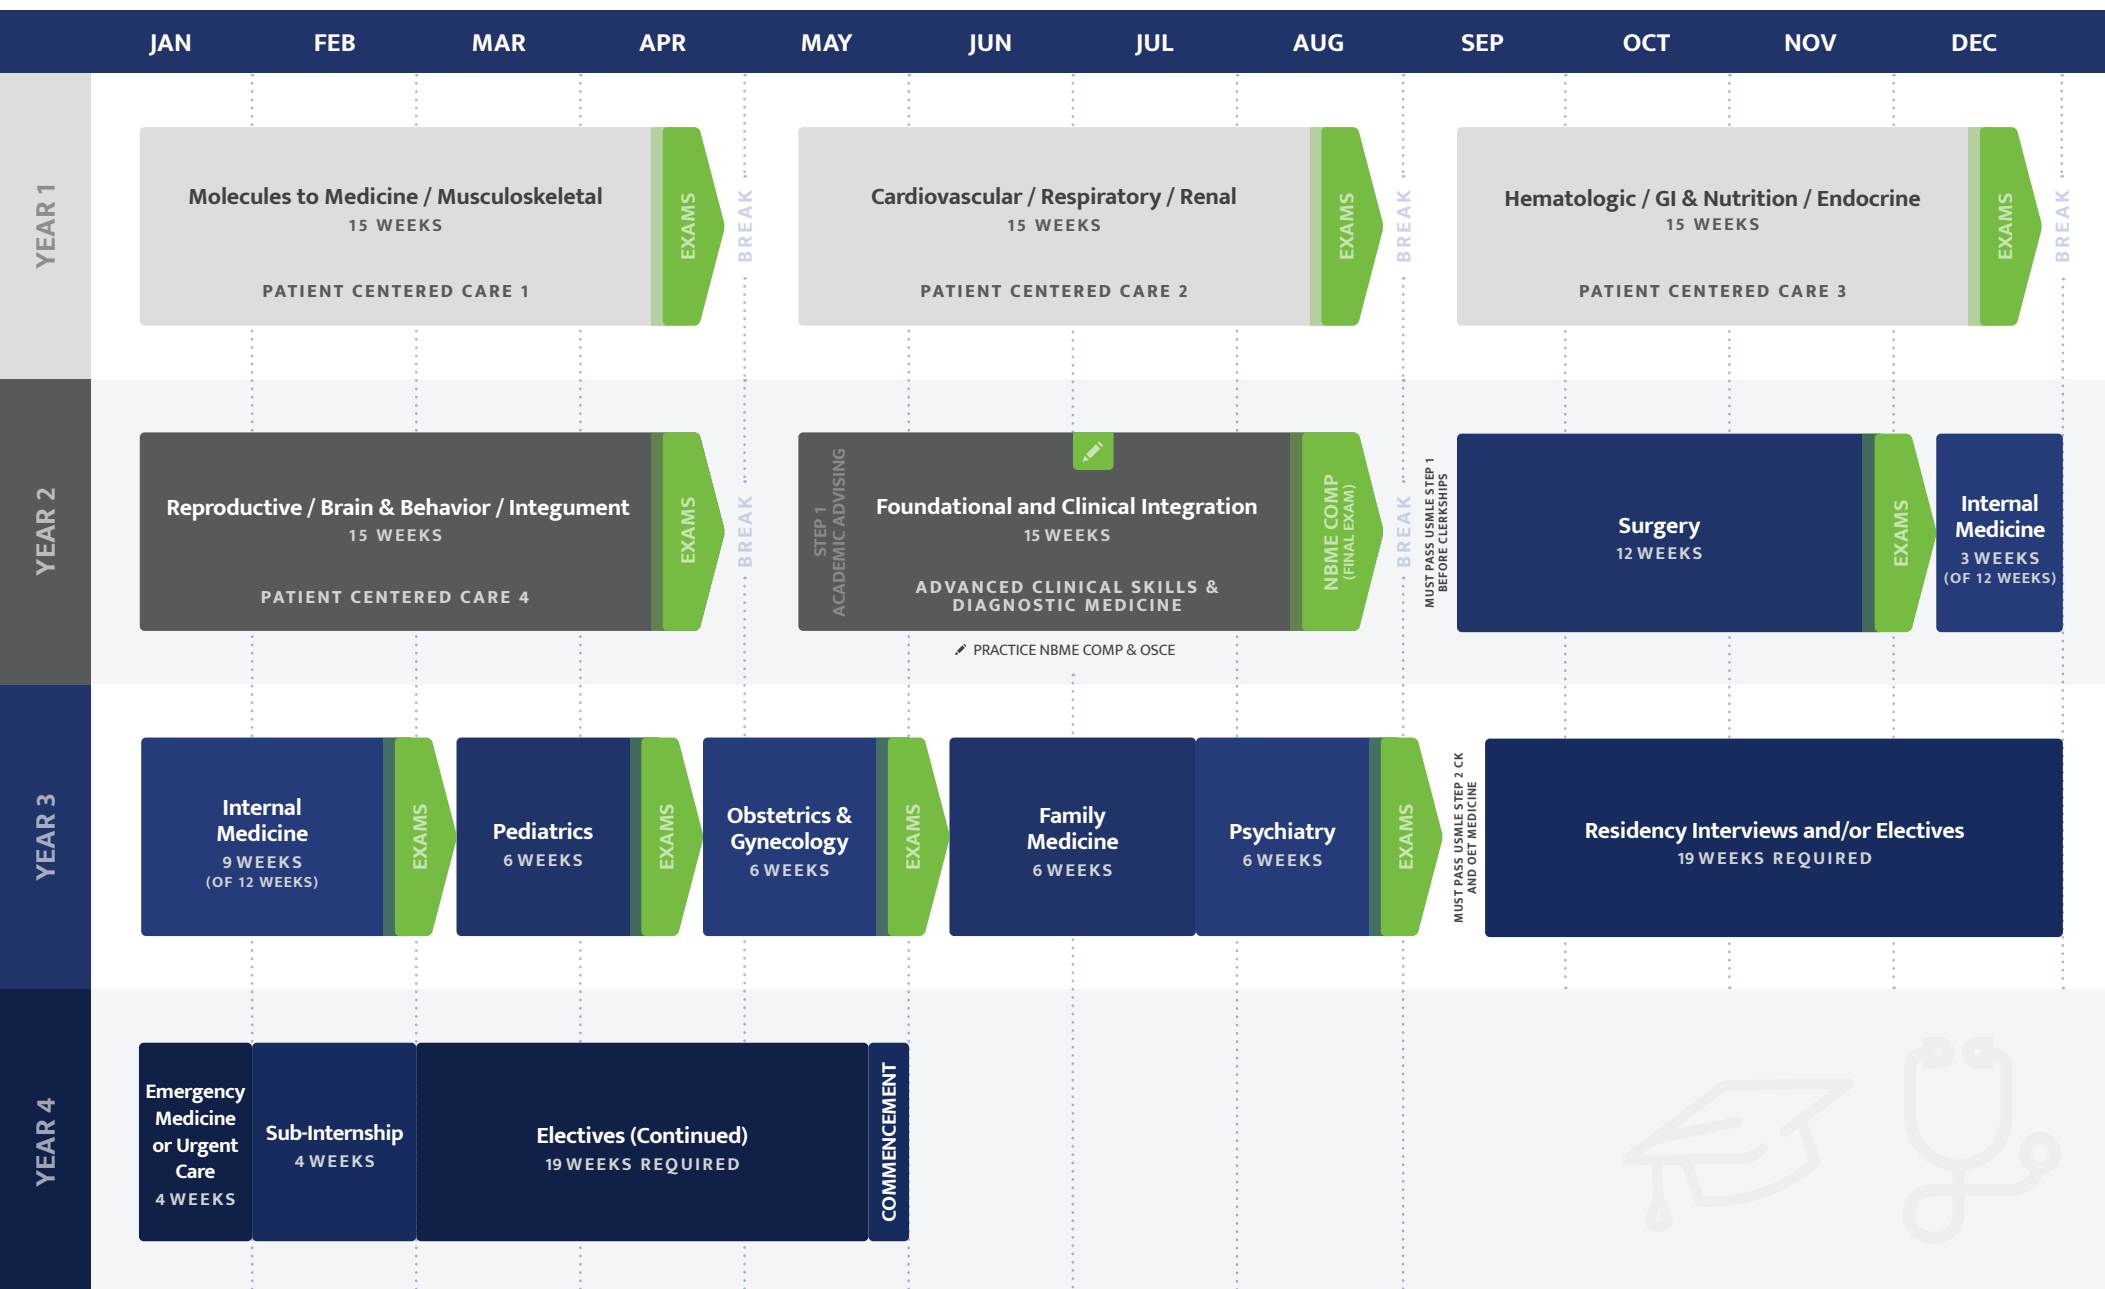 JAN FEB MAR APR MAY JUN JUL AUG SEP OCT NOV DEC
YEAR 1
Molecules to Medicine / Musculoskeletal
15 WEEKS
PATIENT CENTERED CARE 1
EXAMS
BREAK
Cardiovascular / Respiratory / Renal
15 WEEKS
PATIENT CENTERED CARE 2
EXAMS
BREAK
Hematologic / GI & Nutrition / Endocrine
15 WEEKS
PATIENT CENTERED CARE 3
EXAMS
BREAK
YEAR 2
Reproductive / Brain & Behavior / Integument
15 WEEKS
PATIENT CENTERED CARE 4
EXAMS
BREAK
STEP 1
ACADEMIC ADVISING
Foundational and Clinical Integration
15 WEEKS
ADVANCED CLINICAL SKILLS &
DIAGNOSTIC MEDICINE
NBME COMP
(FINAL EXAM)
PRACTICE NBME COMP & OSCE
BREAK
MUST PASS USMLE STEP 1
BEFORE CLERKSHIPS
Surgery
12 WEEKS
EXAMS
Internal
Medicine
3 WEEKS
(OF 12 WEEKS)
YEAR 3
Internal
Medicine
9 WEEKS
(OF 12 WEEKS)
EXAMS
Pediatrics
6 WEEKS
EXAMS
Obstetrics &
Gynecology
6 WEEKS
EXAMS
Family
Medicine
6 WEEKS
Psychiatry
6 WEEKS
EXAMS
MUST PASS USMLE STEP 2 CK
AND OET MEDICINE
Residency Interviews and/or Electives
19 WEEKS REQUIRED
YEAR 4
Emergency
Medicine
or Urgent
Care
4 WEEKS
Sub-Internship
4 WEEKS
Electives (Continued)
19 WEEKS REQUIRED
COMMENCEMENT